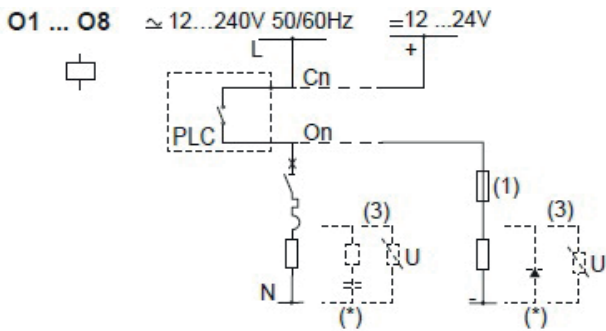 O1 ... O8 ≃ 12...240V 50/60Hz ⎓12 ...24V
L +
Cn
PLC On
(1)
(3) (3)
U U
N -
(*) (*)